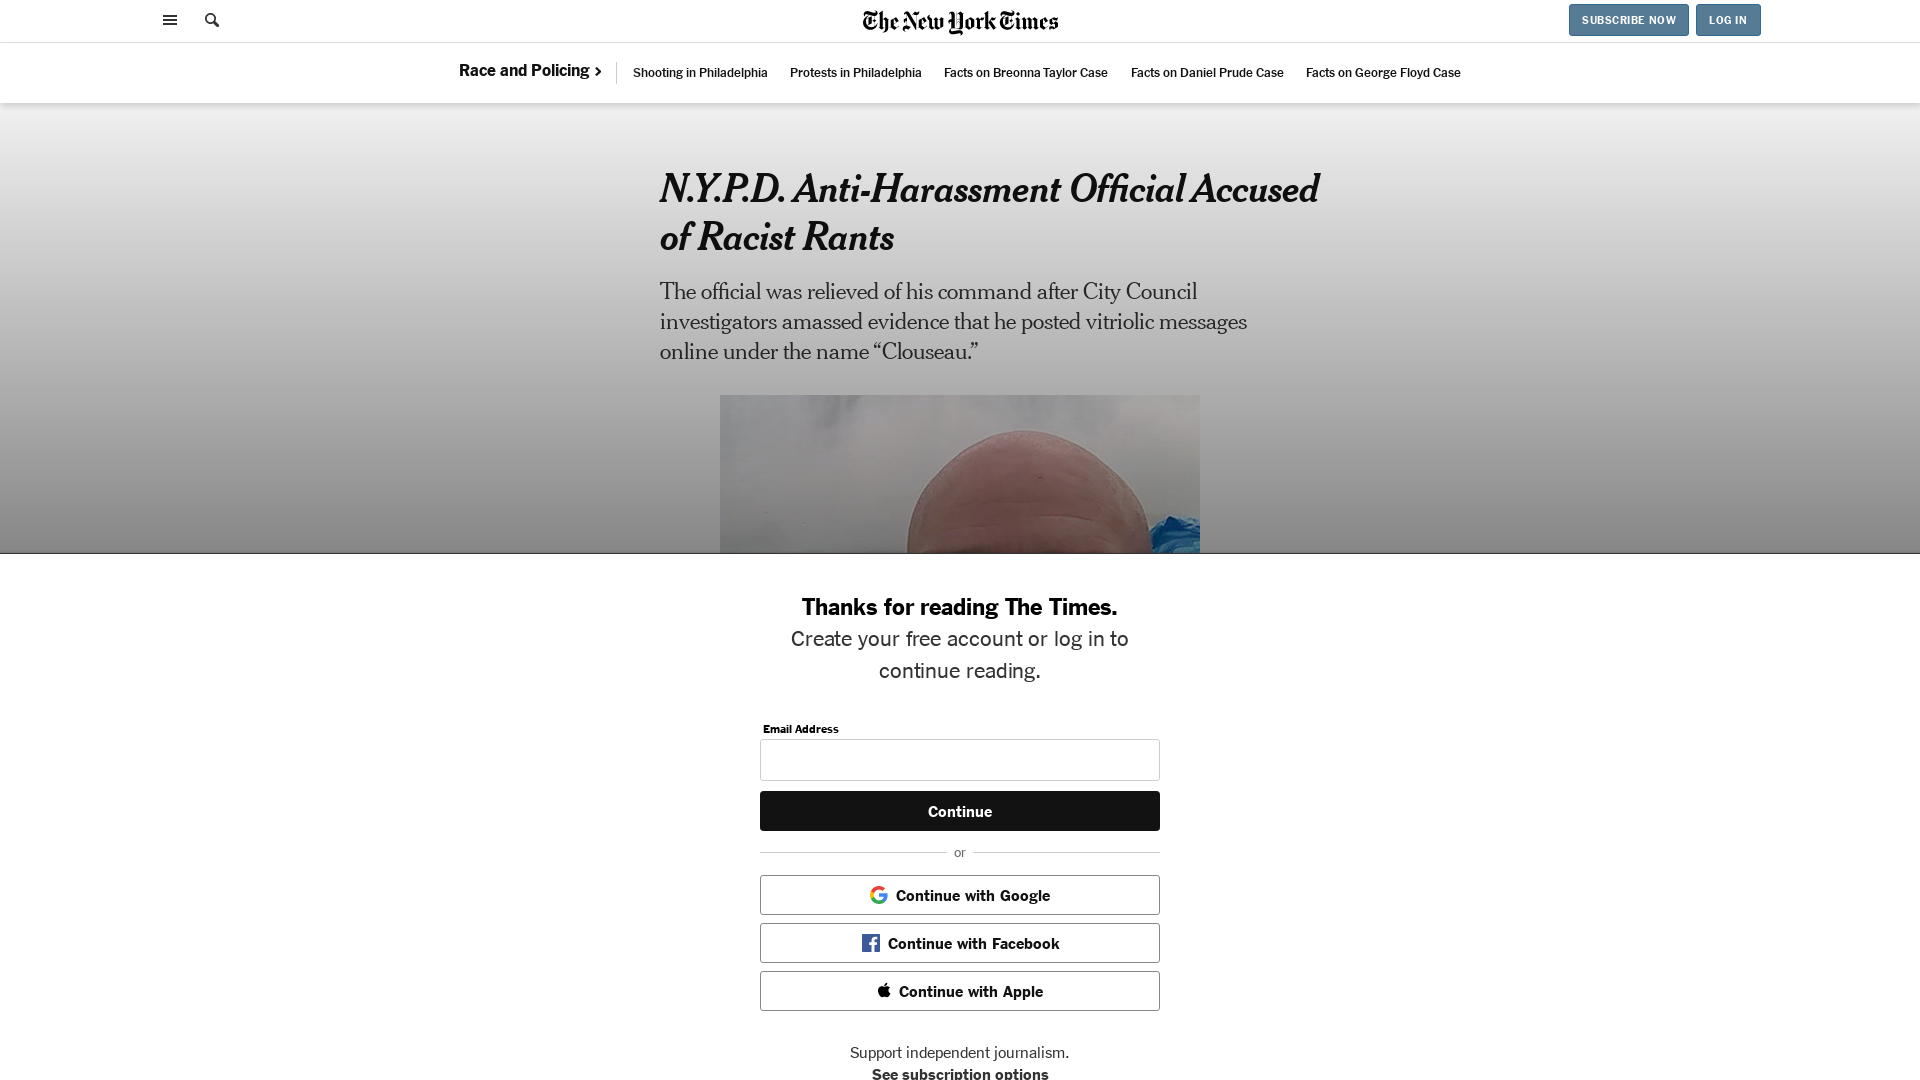 The New York Times
SUBSCRIBE NOW
LOG IN
Race and Policing
Shooting in Philadelphia
Protests in Philadelphia
Facts on Breonna Taylor Case
Facts on Daniel Prude Case
Facts on George Floyd Case
N.Y.P.D. Anti-Harassment Official Accused
of Racist Rants
The official was relieved of his command after City Council
investigators amassed evidence that he posted vitriolic messages
online under the name “Clouseau.”
Thanks for reading The Times.
Create your free account or log in to
continue reading.
Email Address
Continue
or
Continue with Google
Continue with Facebook
Continue with Apple
Support independent journalism.
See subscription options